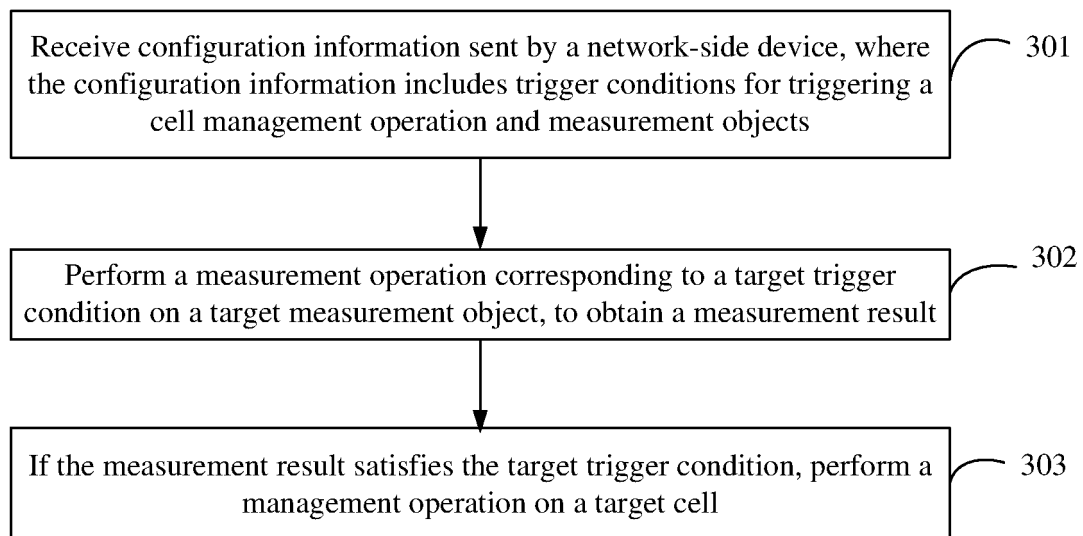 Receive configuration information sent by a network-side device, where
the configuration information includes trigger conditions for triggering a
cell management operation and measurement objects
301
Perform a measurement operation corresponding to a target trigger
condition on a target measurement object, to obtain a measurement result
302
If the measurement result satisfies the target trigger condition, perform a
management operation on a target cell
303